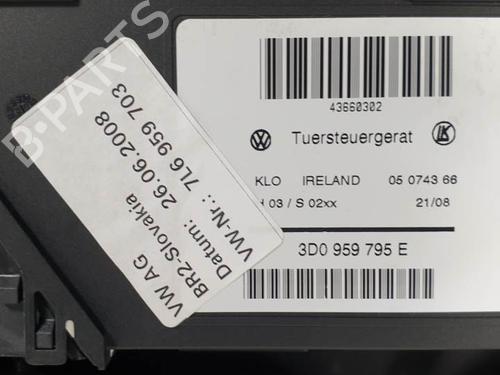 43660302
Tuersteuergerat
LK
KLO IRELAND 05 0743 66
H 03 / S 02xx 21/08
3D0 959 795 E
VW AG
BR2-Slovakia
Datum: 26.06.2008
VW-Nr.: 7L6 959 703
B-PARTS